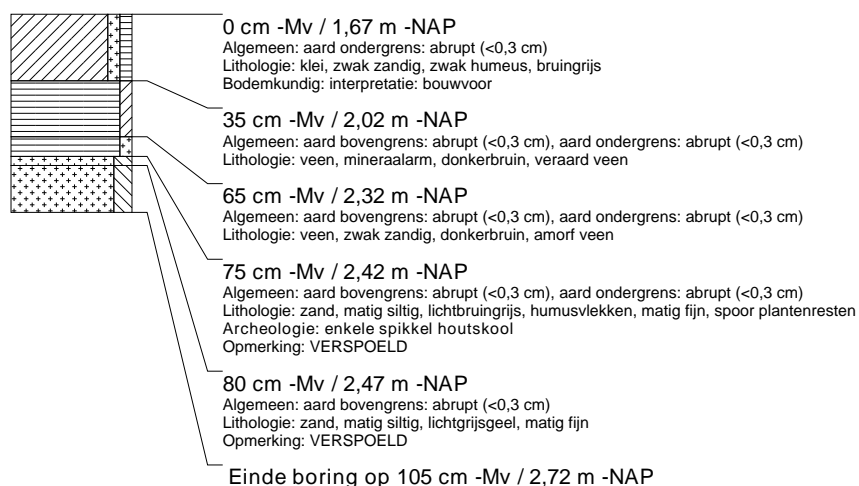 0 cm -Mv / 1,67 m -NAP
Algemeen: aard ondergrens: abrupt (<0,3 cm)
Lithologie: klei, zwak zandig, zwak humeus, bruingrijs
Bodemkundig: interpretatie: bouwvoor
35 cm -Mv / 2,02 m -NAP
Algemeen: aard bovengrens: abrupt (<0,3 cm), aard ondergrens: abrupt (<0,3 cm)
Lithologie: veen, mineraalarm, donkerbruin, veraard veen
65 cm -Mv / 2,32 m -NAP
Algemeen: aard bovengrens: abrupt (<0,3 cm), aard ondergrens: abrupt (<0,3 cm)
Lithologie: veen, zwak zandig, donkerbruin, amorf veen
75 cm -Mv / 2,42 m -NAP
Algemeen: aard bovengrens: abrupt (<0,3 cm), aard ondergrens: abrupt (<0,3 cm)
Lithologie: zand, matig siltig, lichtbruingrijs, humusvlekken, matig fijn, spoor plantenresten
Archeologie: enkele spikkel houtskool
Opmerking: VERSPOELD
80 cm -Mv / 2,47 m -NAP
Algemeen: aard bovengrens: abrupt (<0,3 cm)
Lithologie: zand, matig siltig, lichtgrijsgeel, matig fijn
Opmerking: VERSPOELD
Einde boring op 105 cm -Mv / 2,72 m -NAP